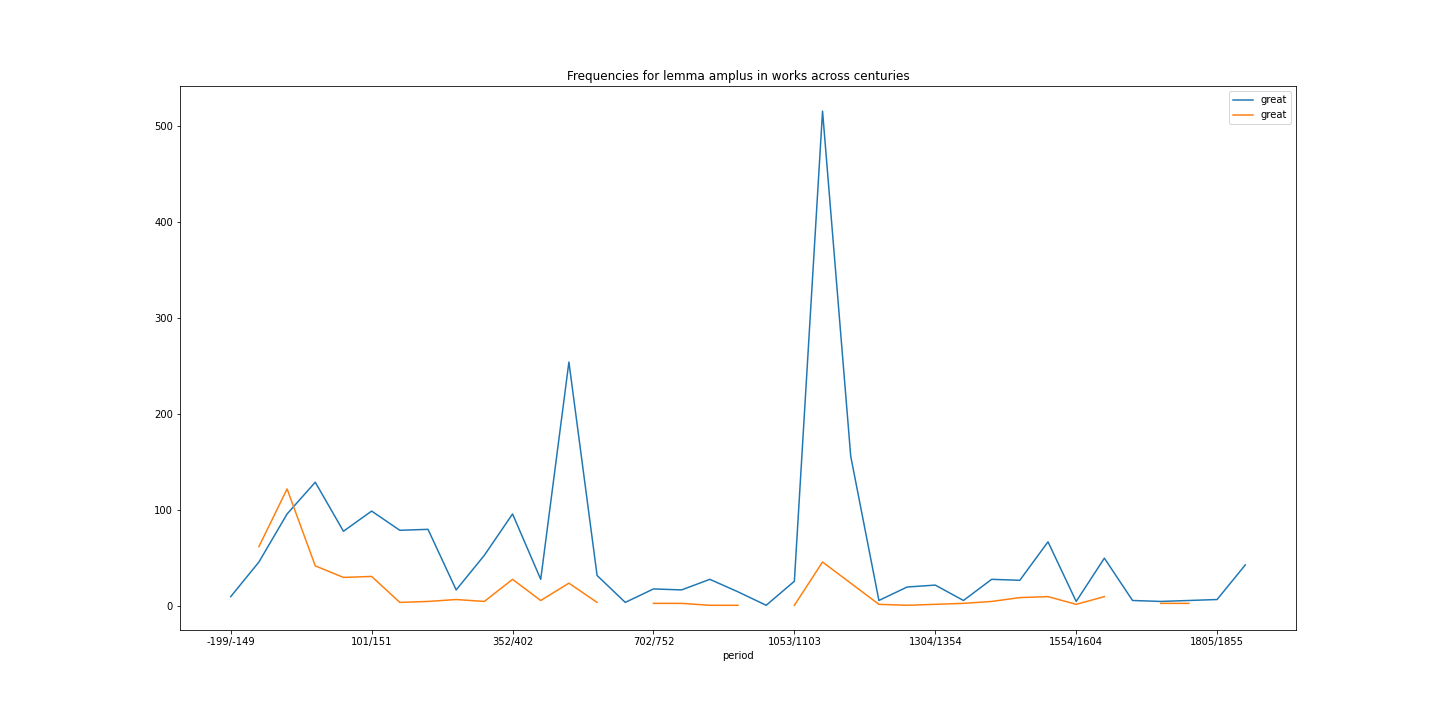 Frequencies for lemma amplus in works across centuries
great
great
500
400
300
200
100
0
-199/-149 101/151 352/402 702/752 1053/1103 1304/1354 1554/1604 1805/1855
period